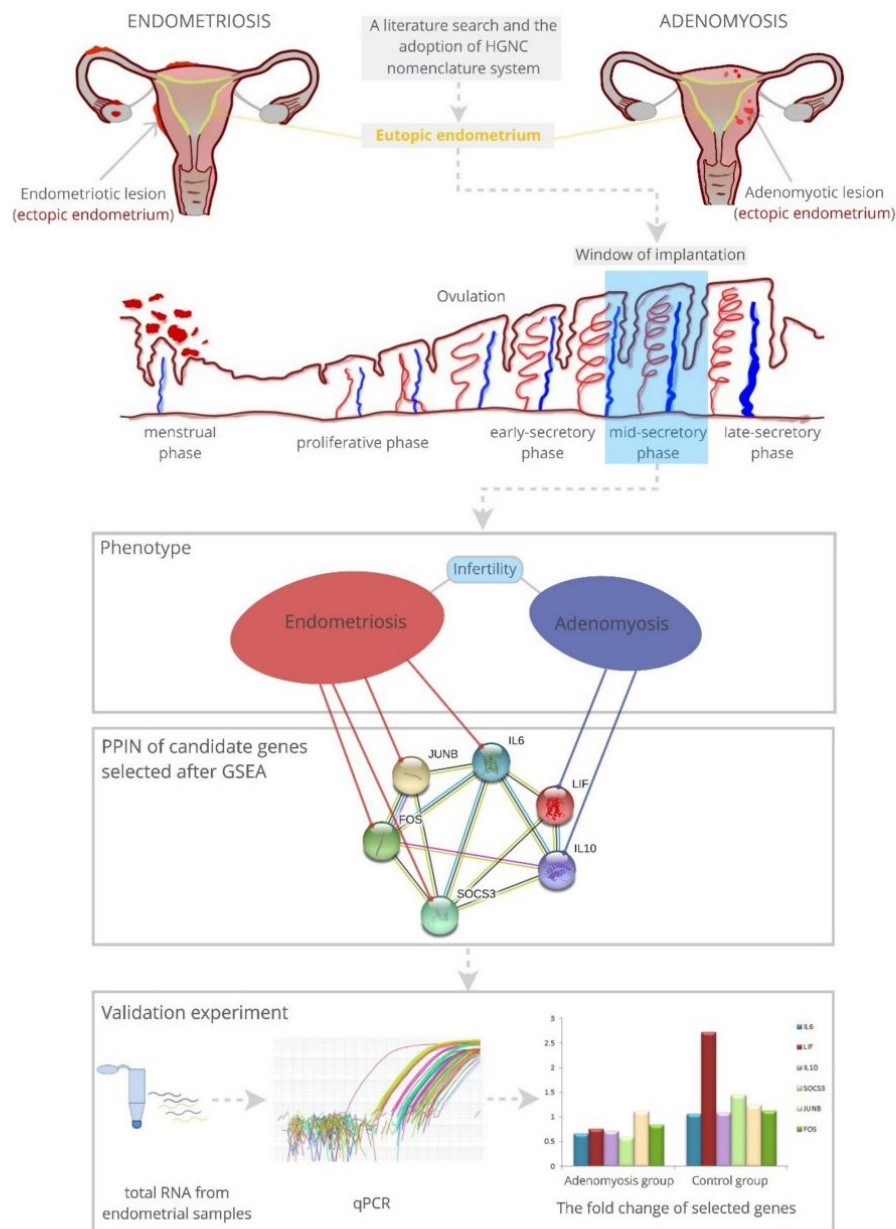 ENDOMETRIOSIS
A literature search and the
adoption of HGNC
nomenclature system
ADENOMYOSIS
Eutopic endometrium
Endometriotic lesion
(ectopic endometrium)
Adenomyotic lesion
(ectopic endometrium)
Window of implantation
Ovulation
menstrual
phase
proliferative phase
early-secretory
phase
mid-secretory
phase
late-secretory
phase
Phenotype
Infertility
Endometriosis
Adenomyosis
PPIN of candidate genes
selected after GSEA
JUNB
IL6
LIF
FOS
IL10
SOCS3
Validation experiment
total RNA from
endometrial samples
qPCR
3
2.5
2
1.5
1
0.5
0
Adenomyosis group
Control group
IL6
LIF
IL10
SOCS3
JUNB
FOS
The fold change of selected genes